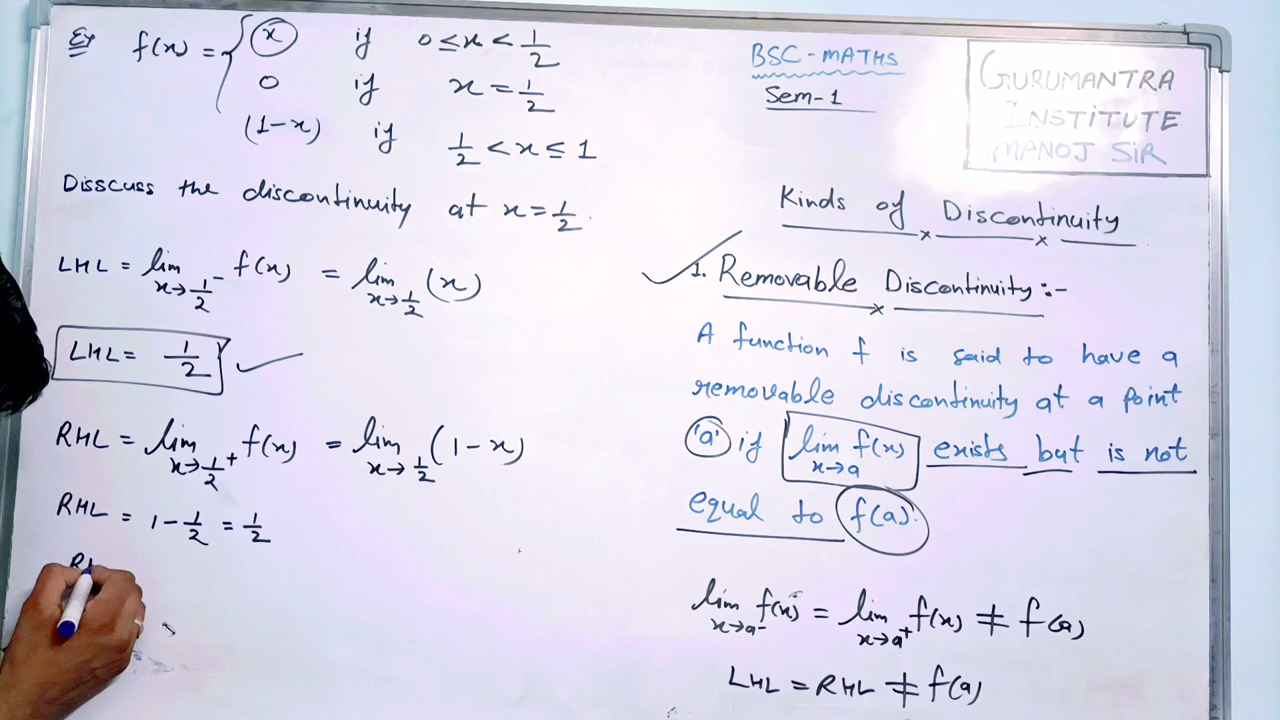 Ex f(x) = { x if 0 ≤ x < 1/2
0 if x = 1/2
(1-x) if 1/2 < x ≤ 1
Disscuss the discontinuity at x = 1/2.
LHL = lim x→1/2⁻ f(x) = lim x→1/2 (x)
LHL = 1/2
RHL = lim x→1/2⁺ f(x) = lim x→1/2 (1-x)
RHL = 1 - 1/2 = 1/2
BSC-MATHS
Sem-1
GURUMANTRA
INSTITUTE
MANOJ SIR
Kinds of Discontinuity
1. Removable Discontinuity :-
A function f is said to have a
removable discontinuity at a point
'a' if lim x→a f(x) exists but is not
equal to f(a).
lim x→a⁻ f(x) = lim x→a⁺ f(x) ≠ f(a)
LHL = RHL ≠ f(a)